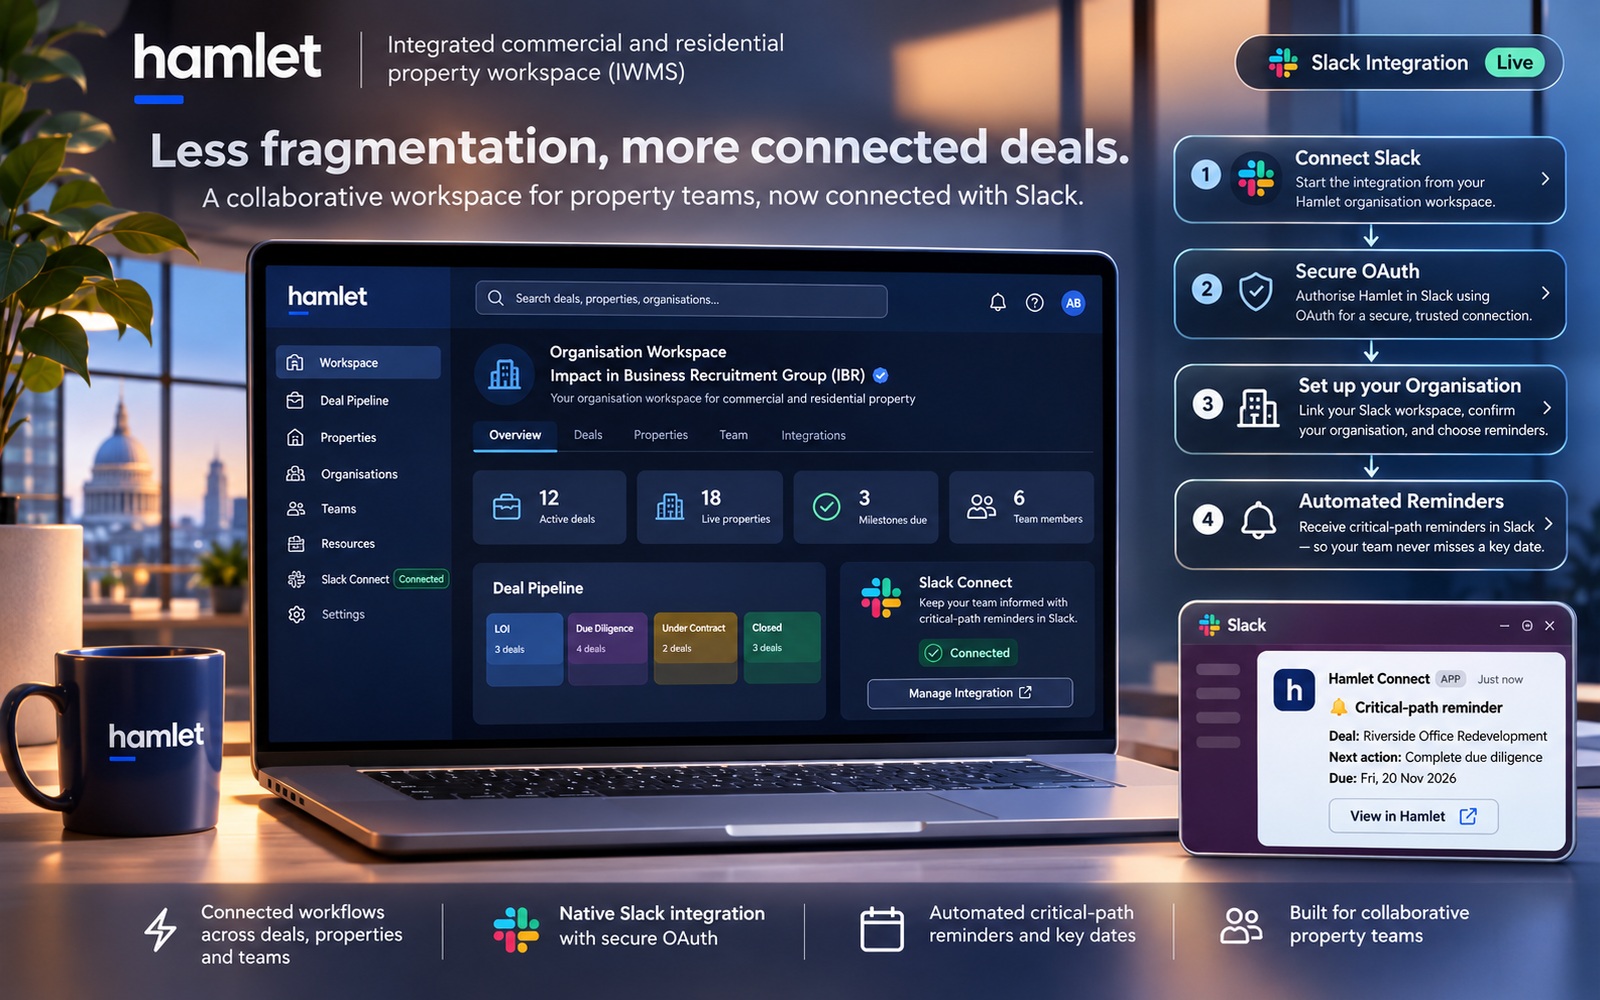 hamlet
Integrated commercial and residential
property workspace (IWMS)
Slack Integration Live
Less fragmentation, more connected deals.
A collaborative workspace for property teams, now connected with Slack.
1
Connect Slack
Start the integration from your
Hamlet organisation workspace.
2
Secure OAuth
Authorise Hamlet in Slack using
OAuth for a secure, trusted connection.
3
Set up your Organisation
Link your Slack workspace, confirm
your organisation, and choose reminders.
4
Automated Reminders
Receive critical-path reminders in Slack
— so your team never misses a key date.
hamlet
Search deals, properties, organisations...
AB
Workspace
Deal Pipeline
Properties
Organisations
Teams
Resources
Slack Connect Connected
Settings
Organisation Workspace
Impact in Business Recruitment Group (IBR)
Your organisation workspace for commercial and residential property
Overview Deals Properties Team Integrations
12
Active deals
18
Live properties
3
Milestones due
6
Team members
Deal Pipeline
LOI
3 deals
Due Diligence
4 deals
Under Contract
2 deals
Closed
3 deals
Slack Connect
Keep your team informed with
critical-path reminders in Slack.
Connected
Manage Integration
hamlet
Slack
h
Hamlet Connect APP Just now
Critical-path reminder
Deal: Riverside Office Redevelopment
Next action: Complete due diligence
Due: Fri, 20 Nov 2026
View in Hamlet
Connected workflows
across deals, properties
and teams
Native Slack integration
with secure OAuth
Automated critical-path
reminders and key dates
Built for collaborative
property teams